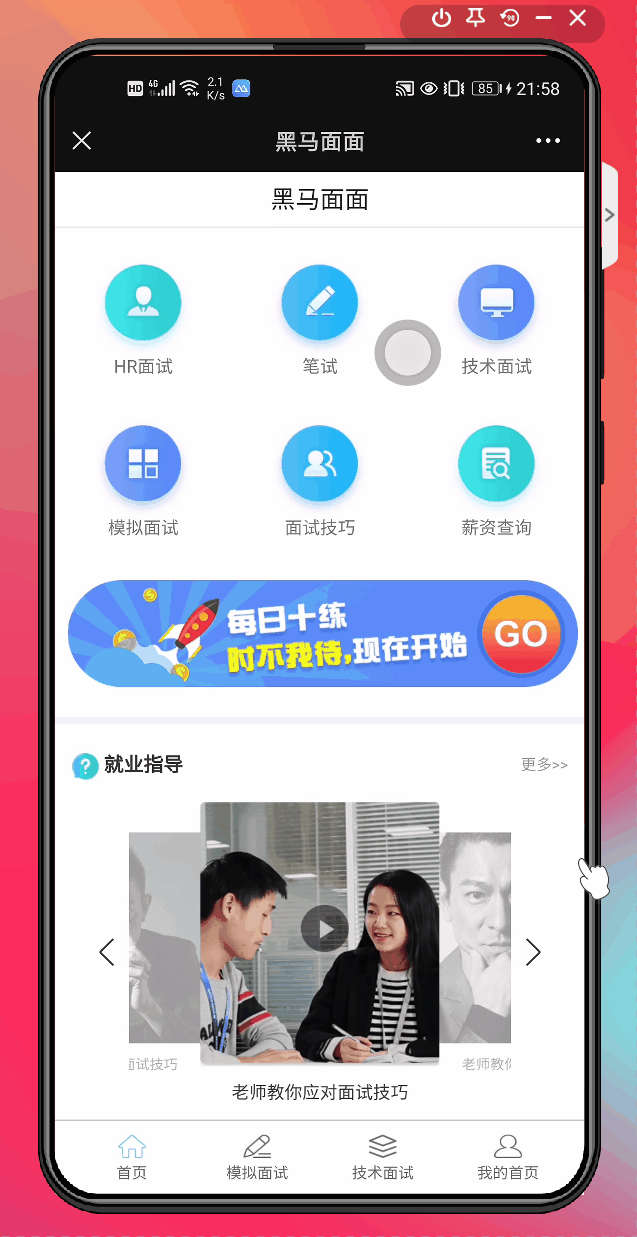 HD 4G 2.1 K/s 85 21:58
黑马面面
黑马面面
HR面试 笔试 技术面试
模拟面试 面试技巧 薪资查询
每日十练
时不我待,现在开始
GO
? 就业指导 更多>>
面试技巧 老师教你
老师教你应对面试技巧
首页 模拟面试 技术面试 我的首页